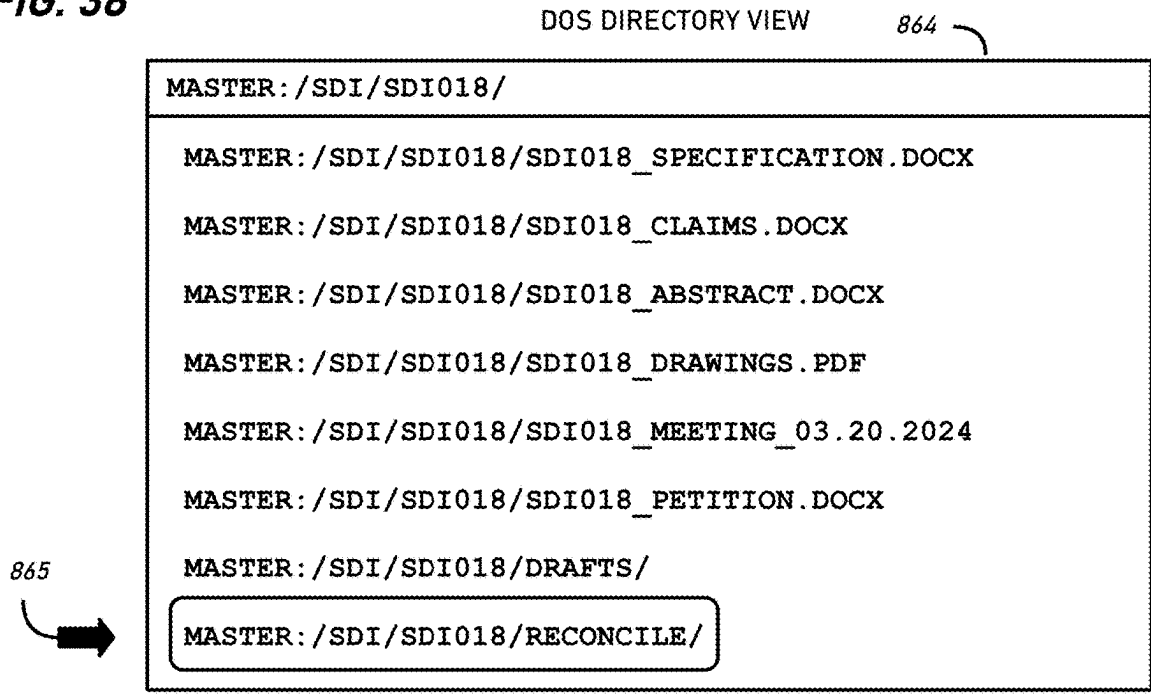 FIG. 38
DOS DIRECTORY VIEW
864
MASTER:/SDI/SDI018/
MASTER:/SDI/SDI018/SDI018_SPECIFICATION.DOCX
MASTER:/SDI/SDI018/SDI018_CLAIMS.DOCX
MASTER:/SDI/SDI018/SDI018_ABSTRACT.DOCX
MASTER:/SDI/SDI018/SDI018_DRAWINGS.PDF
MASTER:/SDI/SDI018/SDI018_MEETING_03.20.2024
MASTER:/SDI/SDI018/SDI018_PETITION.DOCX
MASTER:/SDI/SDI018/DRAFTS/
865
MASTER:/SDI/SDI018/RECONCILE/